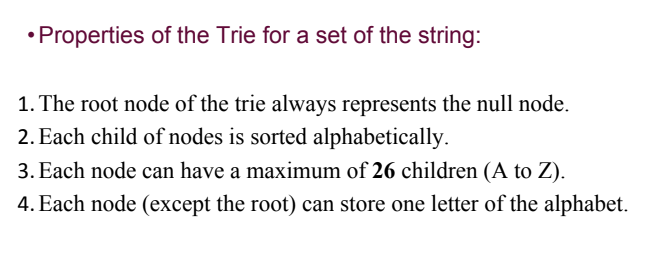 •Properties of the Trie for a set of the string:
1. The root node of the trie always represents the null node.
2. Each child of nodes is sorted alphabetically.
3. Each node can have a maximum of 26 children (A to Z).
4. Each node (except the root) can store one letter of the alphabet.